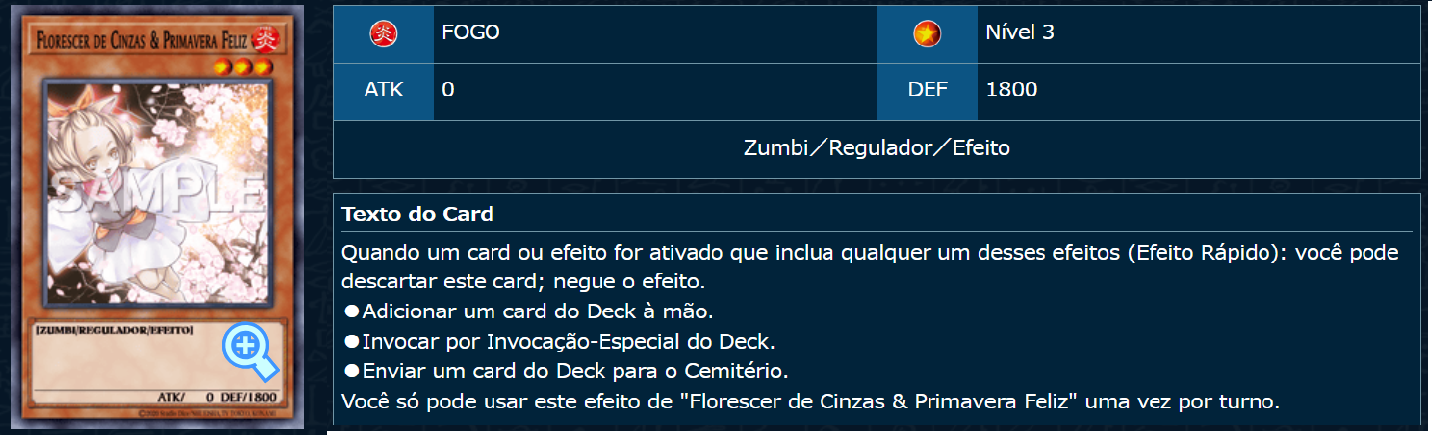 FLORESCER DE CINZAS & PRIMAVERA FELIZ
炎
SAMPLE
[ZUMBI/REGULADOR/EFEITO]
ATK/ 0 DEF/1800
炎 FOGO
Nível 3
ATK 0
DEF 1800
Zumbi／Regulador／Efeito
Texto do Card
Quando um card ou efeito for ativado que inclua qualquer um desses efeitos (Efeito Rápido): você pode
descartar este card; negue o efeito.
●Adicionar um card do Deck à mão.
●Invocar por Invocação-Especial do Deck.
●Enviar um card do Deck para o Cemitério.
Você só pode usar este efeito de "Florescer de Cinzas & Primavera Feliz" uma vez por turno.